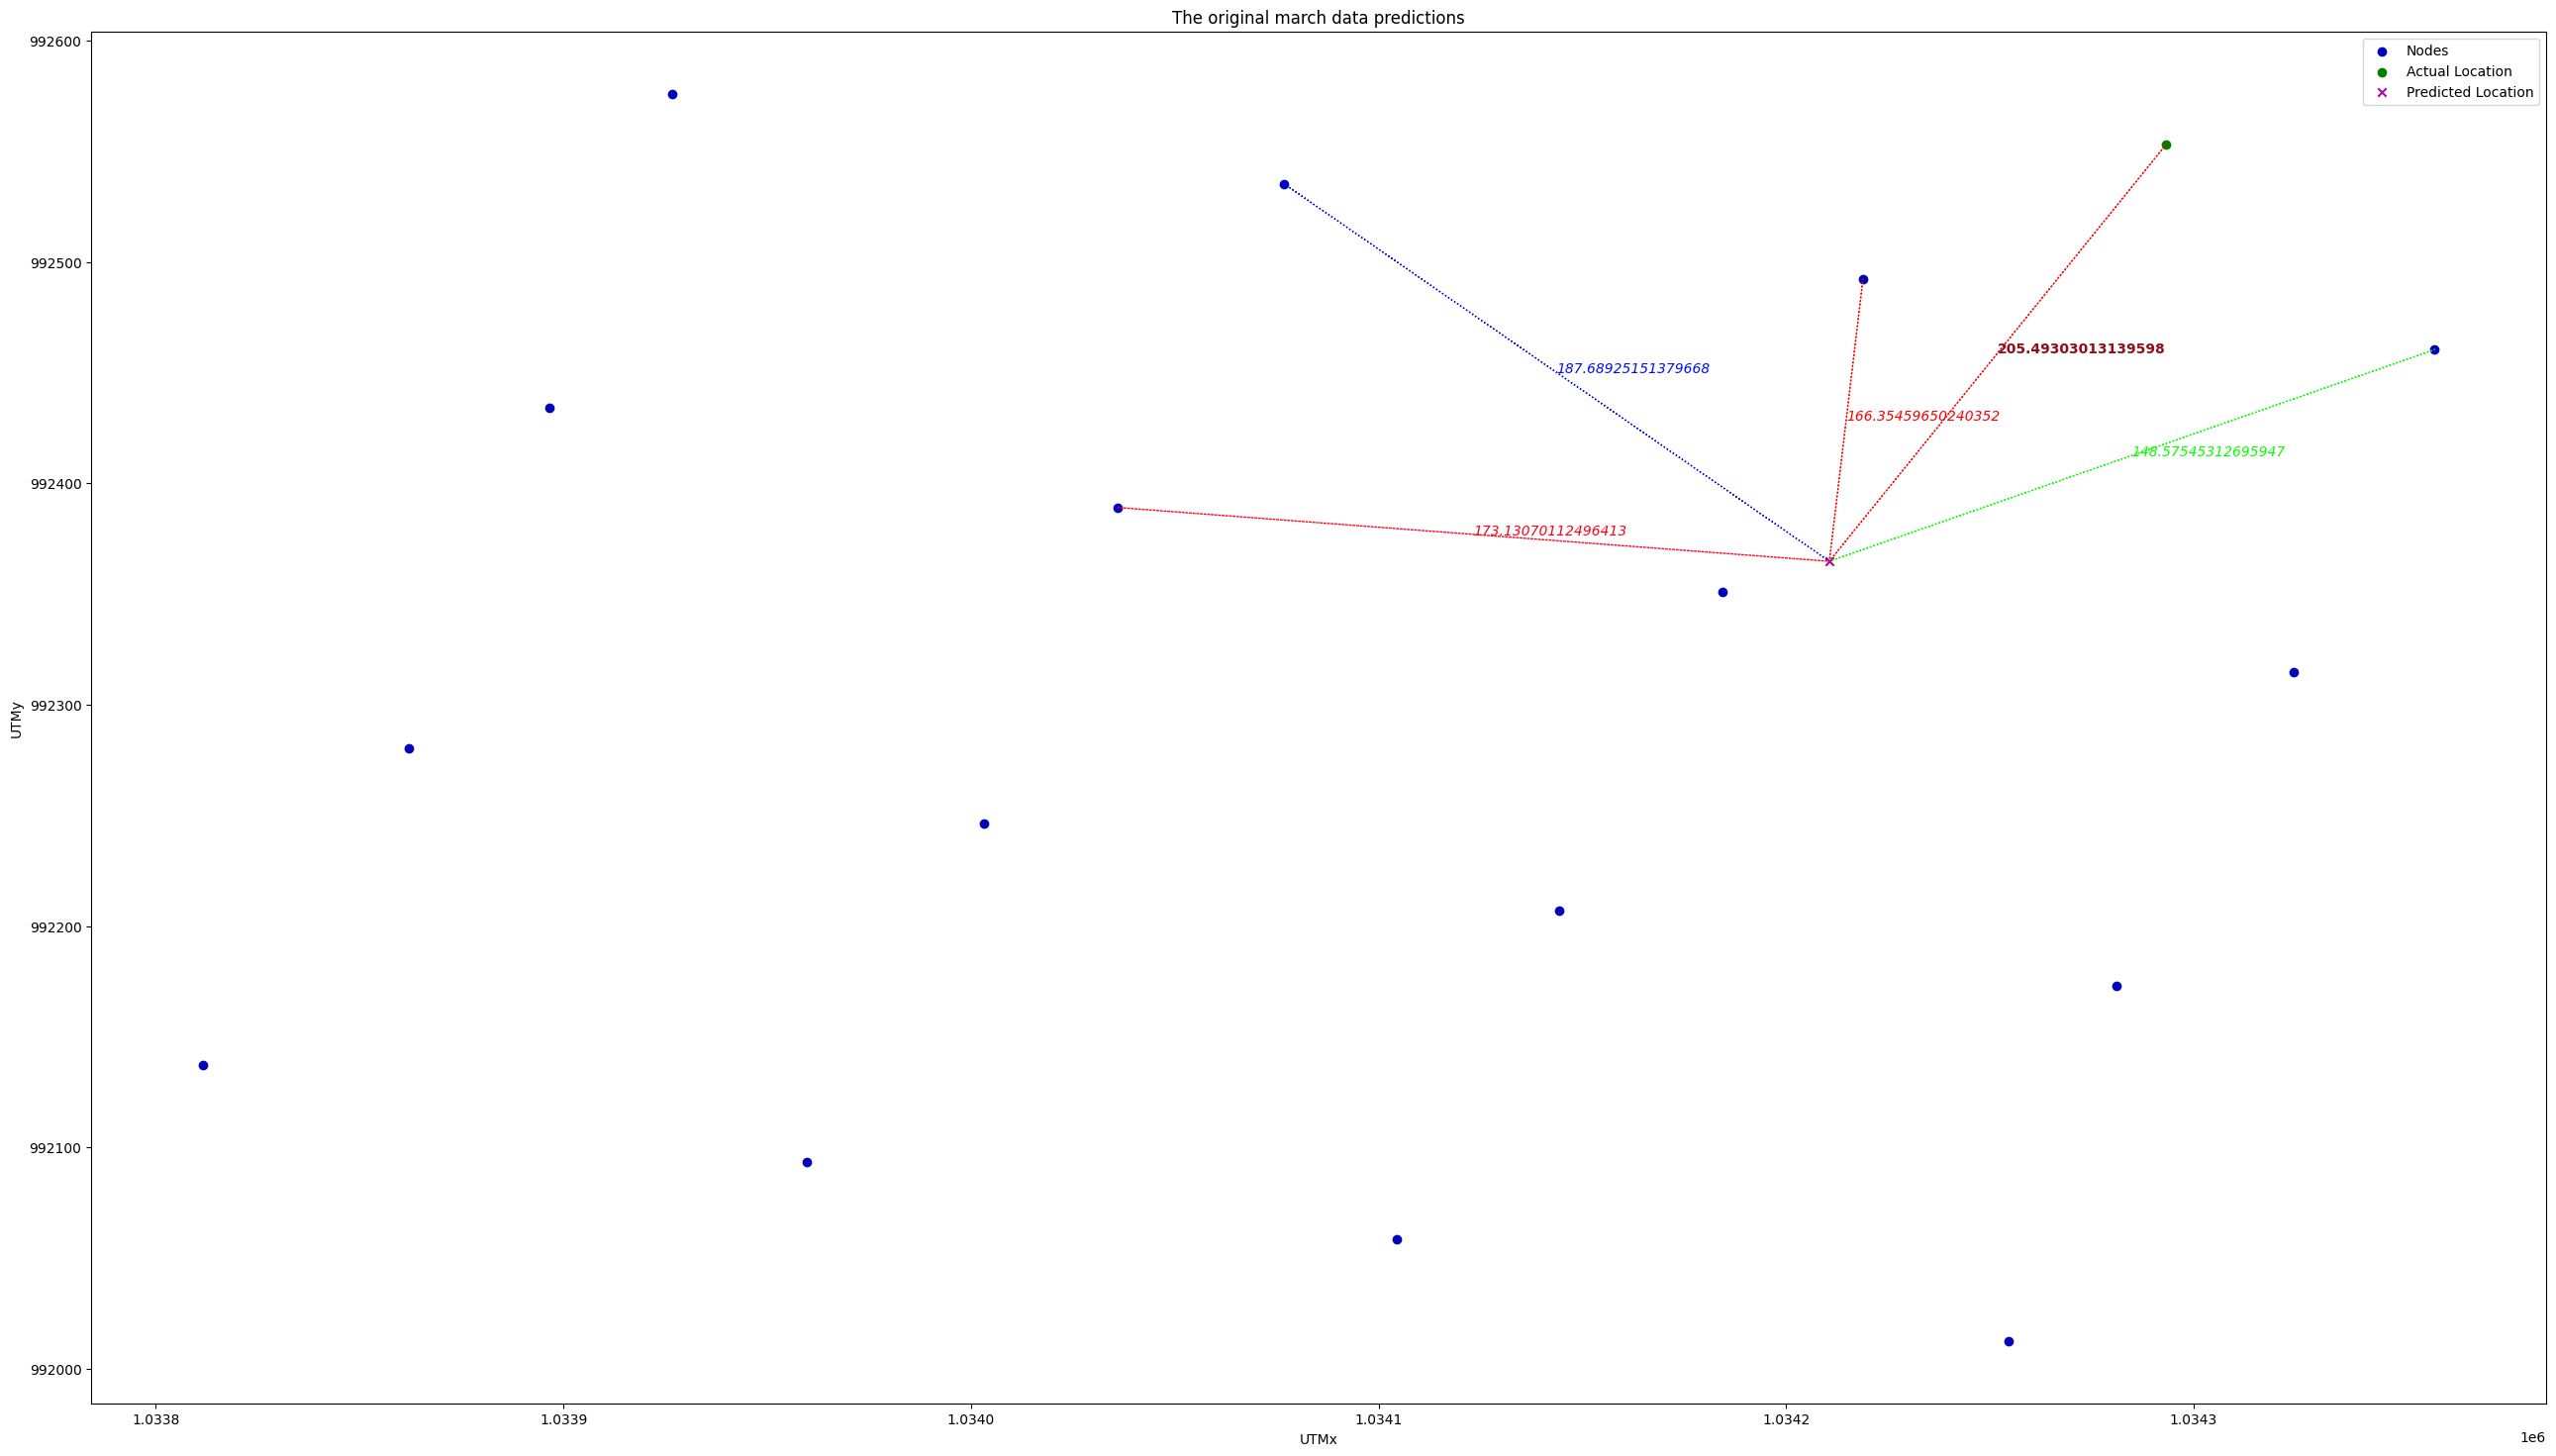 The original march data predictions
Nodes
Actual Location
Predicted Location
992600
992500
992400
992300
992200
992100
992000
UTMy
205.49303013139598
187.68925151379668
166.35459650240352
148.57545312695947
173.13070112496413
1.0338
1.0339
1.0340
1.0341
1.0342
1.0343
1e6
UTMx